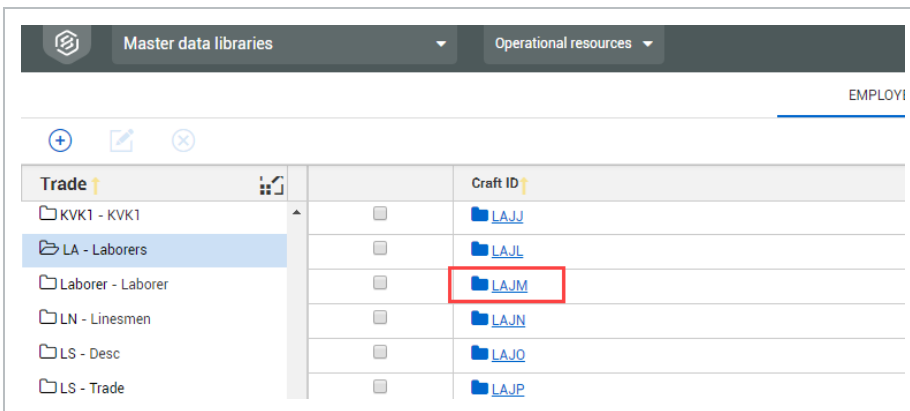 Master data libraries Operational resources
EMPLOYE
Trade Craft ID
KVK1 - KVK1 LAJJ
LA - Laborers LAJL
Laborer - Laborer LAJM
LN - Linesmen LAJN
LS - Desc LAJO
LS - Trade LAJP